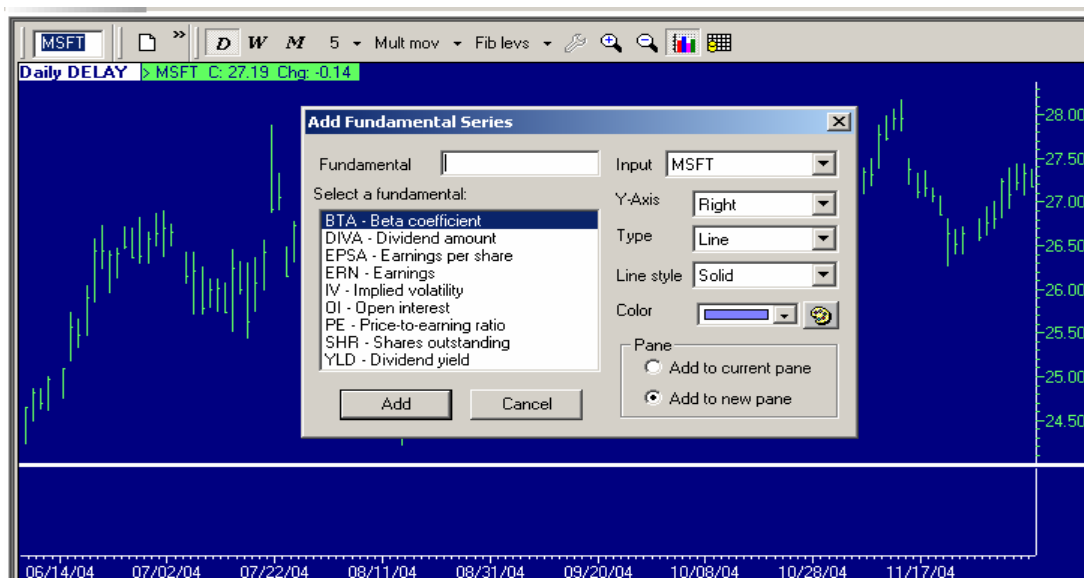 MSFT » D W M 5 Mult mov Fib levs
Daily DELAY > MSFT C: 27.19 Chg: -0.14
Add Fundamental Series
Fundamental
Select a fundamental:
BTA - Beta coefficient
DIVA - Dividend amount
EPSA - Earnings per share
ERN - Earnings
IV - Implied volatility
OI - Open interest
PE - Price-to-earning ratio
SHR - Shares outstanding
YLD - Dividend yield
Add Cancel
Input MSFT
Y-Axis Right
Type Line
Line style Solid
Color
Pane
Add to current pane
Add to new pane
28.00
27.50
27.00
26.50
26.00
25.50
25.00
24.50
06/14/04 07/02/04 07/22/04 08/11/04 08/31/04 09/20/04 10/08/04 10/28/04 11/17/04